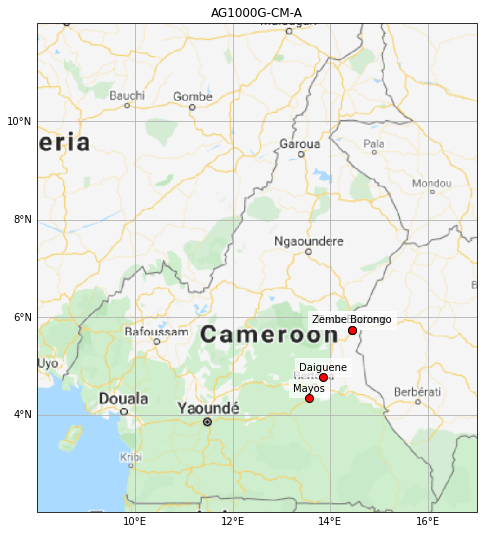 AG1000G-CM-A
Bauchi
Gombe
10°N
eria
Garoua
Pala
Mondou
8°N
Ngaoundere
6°N
Zembe Borongo
Bafoussam
Cameroon
Uyo
Daiguene
Mayos
Douala
Berbérati
4°N
Yaoundé
Kribi
10°E
12°E
14°E
16°E